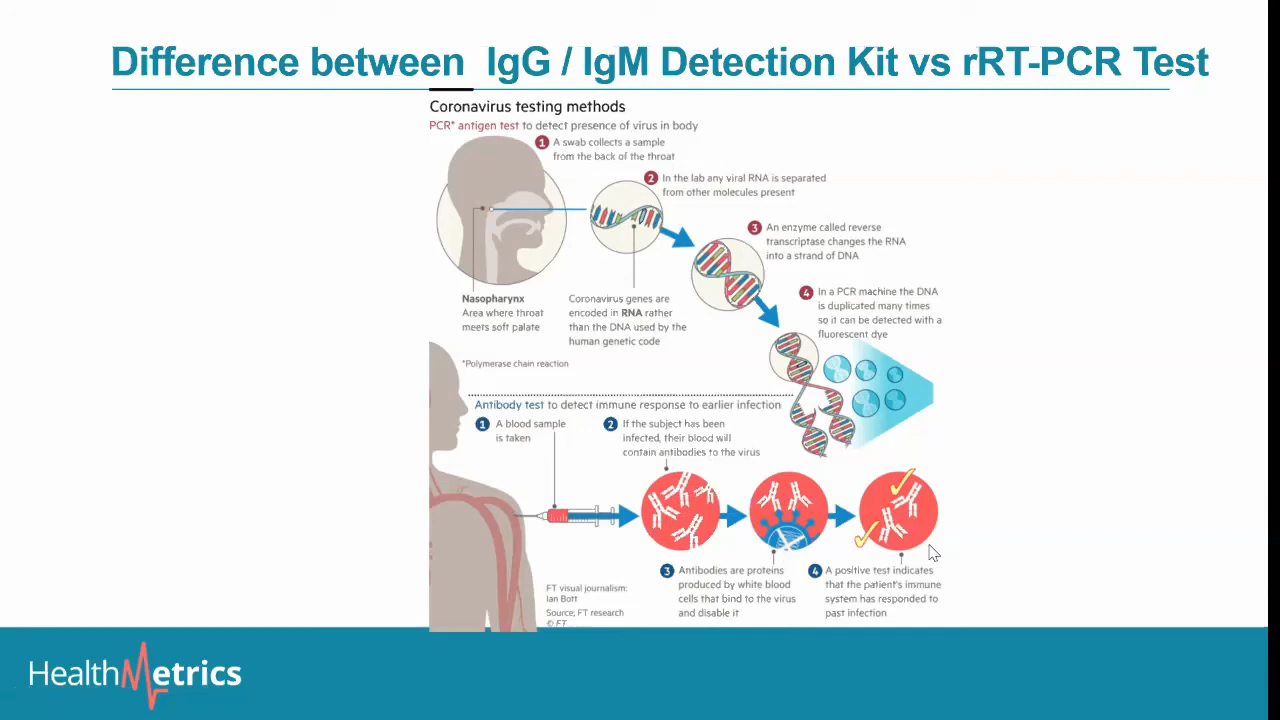 Difference between IgG / IgM Detection Kit vs rRT-PCR Test
Coronavirus testing methods
PCR* antigen test to detect presence of virus in body
1 A swab collects a sample
from the back of the throat
2 In the lab any viral RNA is separated
from other molecules present
3 An enzyme called reverse
transcriptase changes the RNA
into a strand of DNA
4 In a PCR machine the DNA
is duplicated many times
so it can be detected with a
fluorescent dye
Nasopharynx
Area where throat
meets soft palate
Coronavirus genes are
encoded in RNA rather
than the DNA used by the
human genetic code
*Polymerase chain reaction
Antibody test to detect immune response to earlier infection
1 A blood sample
is taken
2 If the subject has been
infected, their blood will
contain antibodies to the virus
3 Antibodies are proteins
produced by white blood
cells that bind to the virus
and disable it
4 A positive test indicates
that the patient's immune
system has responded to
past infection
FT visual journalism:
Ian Bott
Source; FT research
© FT
HealthMetrics